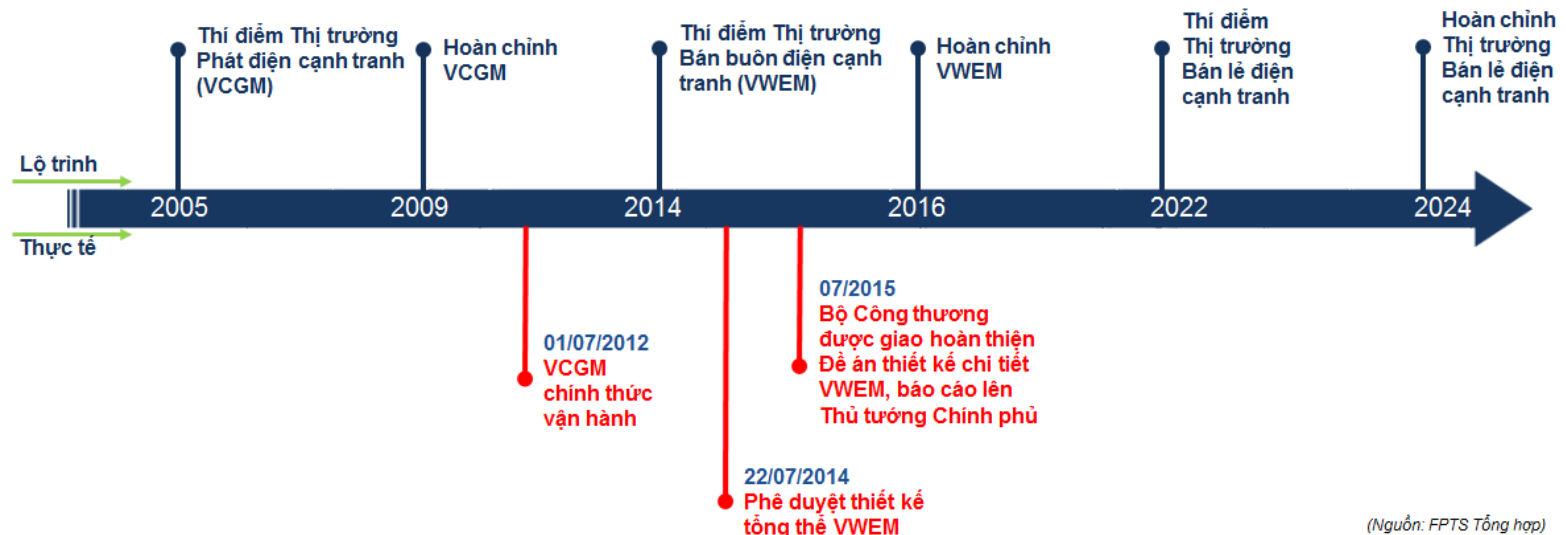 Thí điểm Thị trường
Phát điện cạnh tranh
(VCGM)
Hoàn chỉnh
VCGM
Thí điểm Thị trường
Bán buôn điện cạnh
tranh (VWEM)
Hoàn chỉnh
VWEM
Thí điểm
Thị trường
Bán lẻ điện
cạnh tranh
Hoàn chỉnh
Thị trường
Bán lẻ điện
cạnh tranh
Lộ trình
2005
2009
2014
2016
2022
2024
Thực tế
01/07/2012
VCGM
chính thức
vận hành
07/2015
Bộ Công thương
được giao hoàn thiện
Đề án thiết kế chi tiết
VWEM, báo cáo lên
Thủ tướng Chính phủ
22/07/2014
Phê duyệt thiết kế
tổng thể VWEM
(Nguồn: FPTS Tổng hợp)